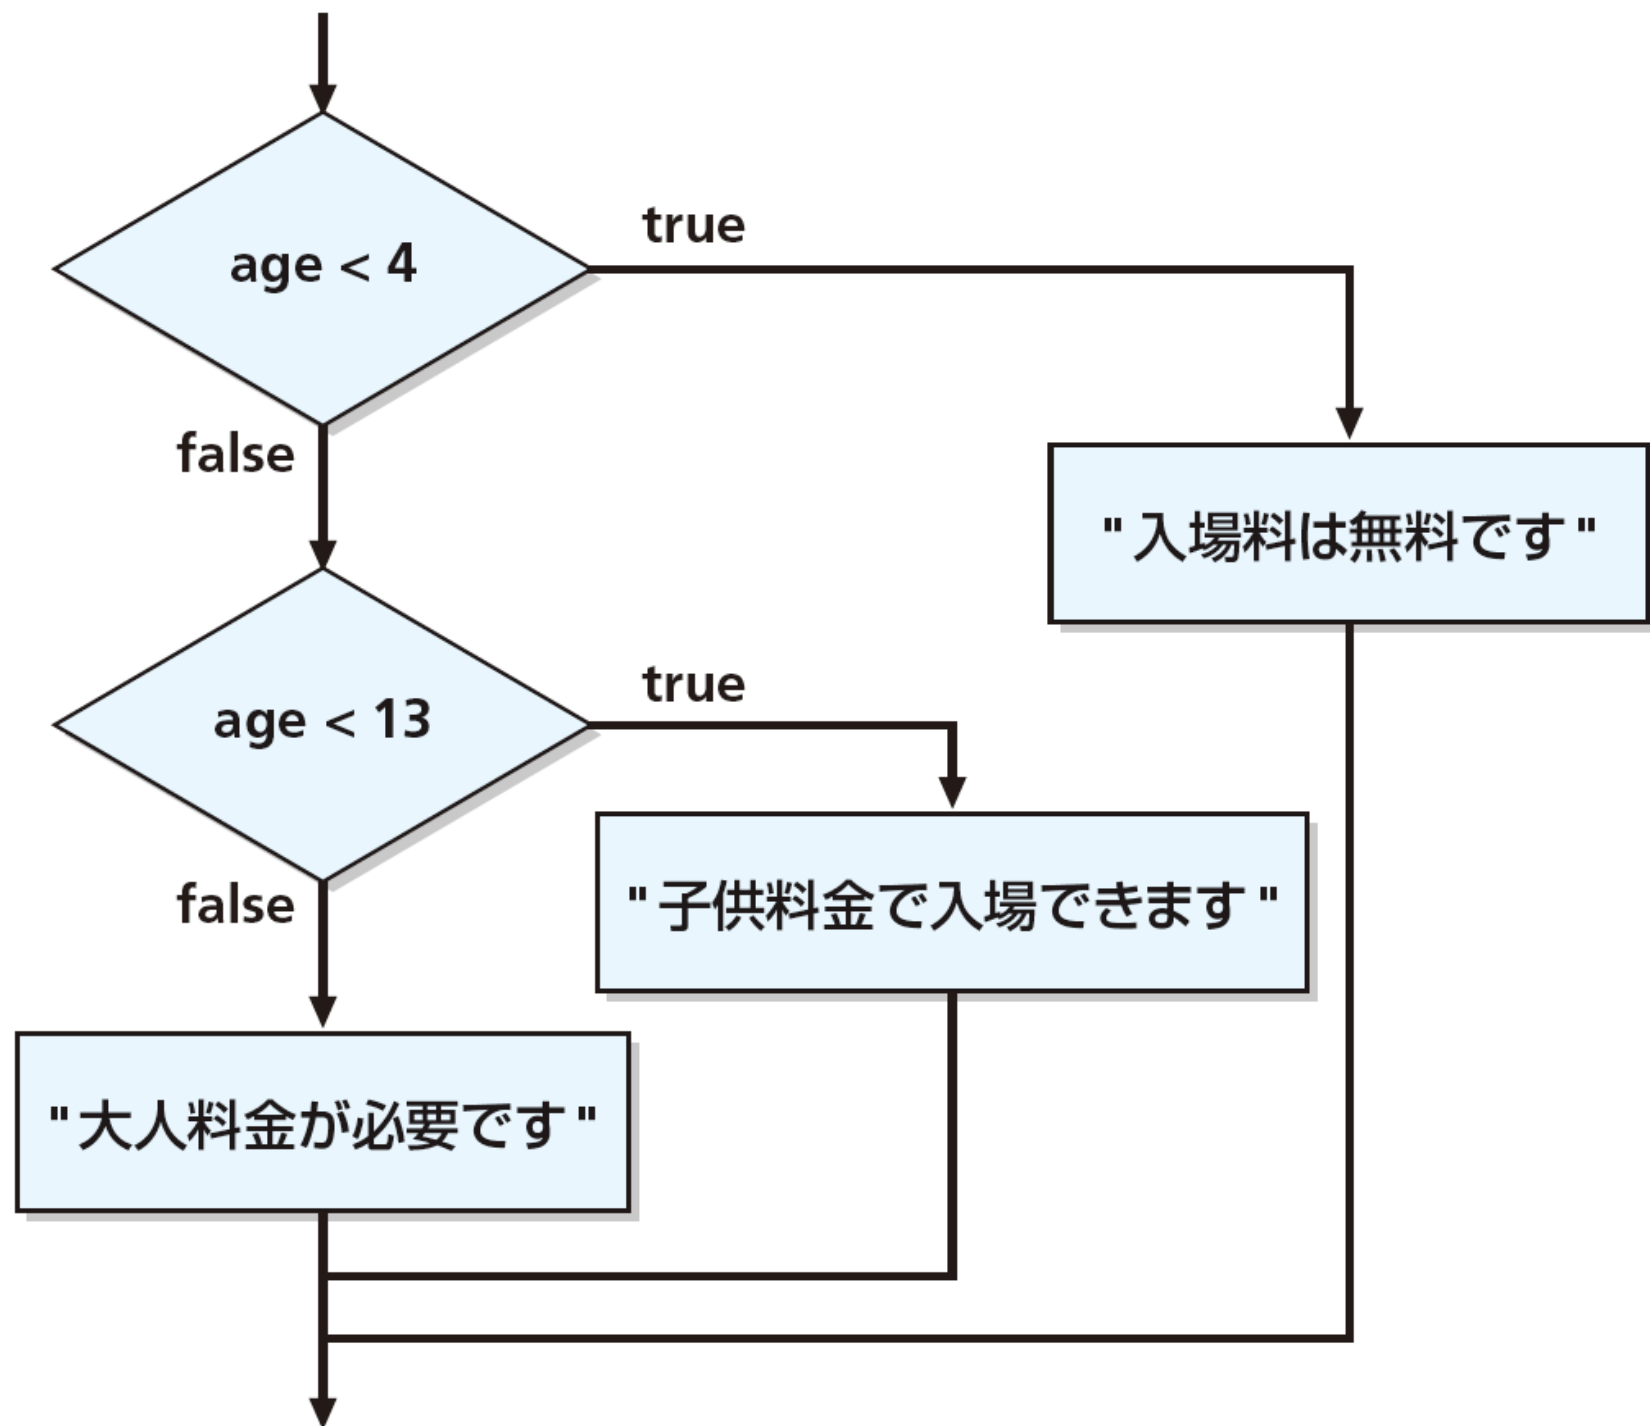 true
age < 4
false
"入場料は無料です"
true
age < 13
"子供料金で入場できます"
false
"大人料金が必要です"